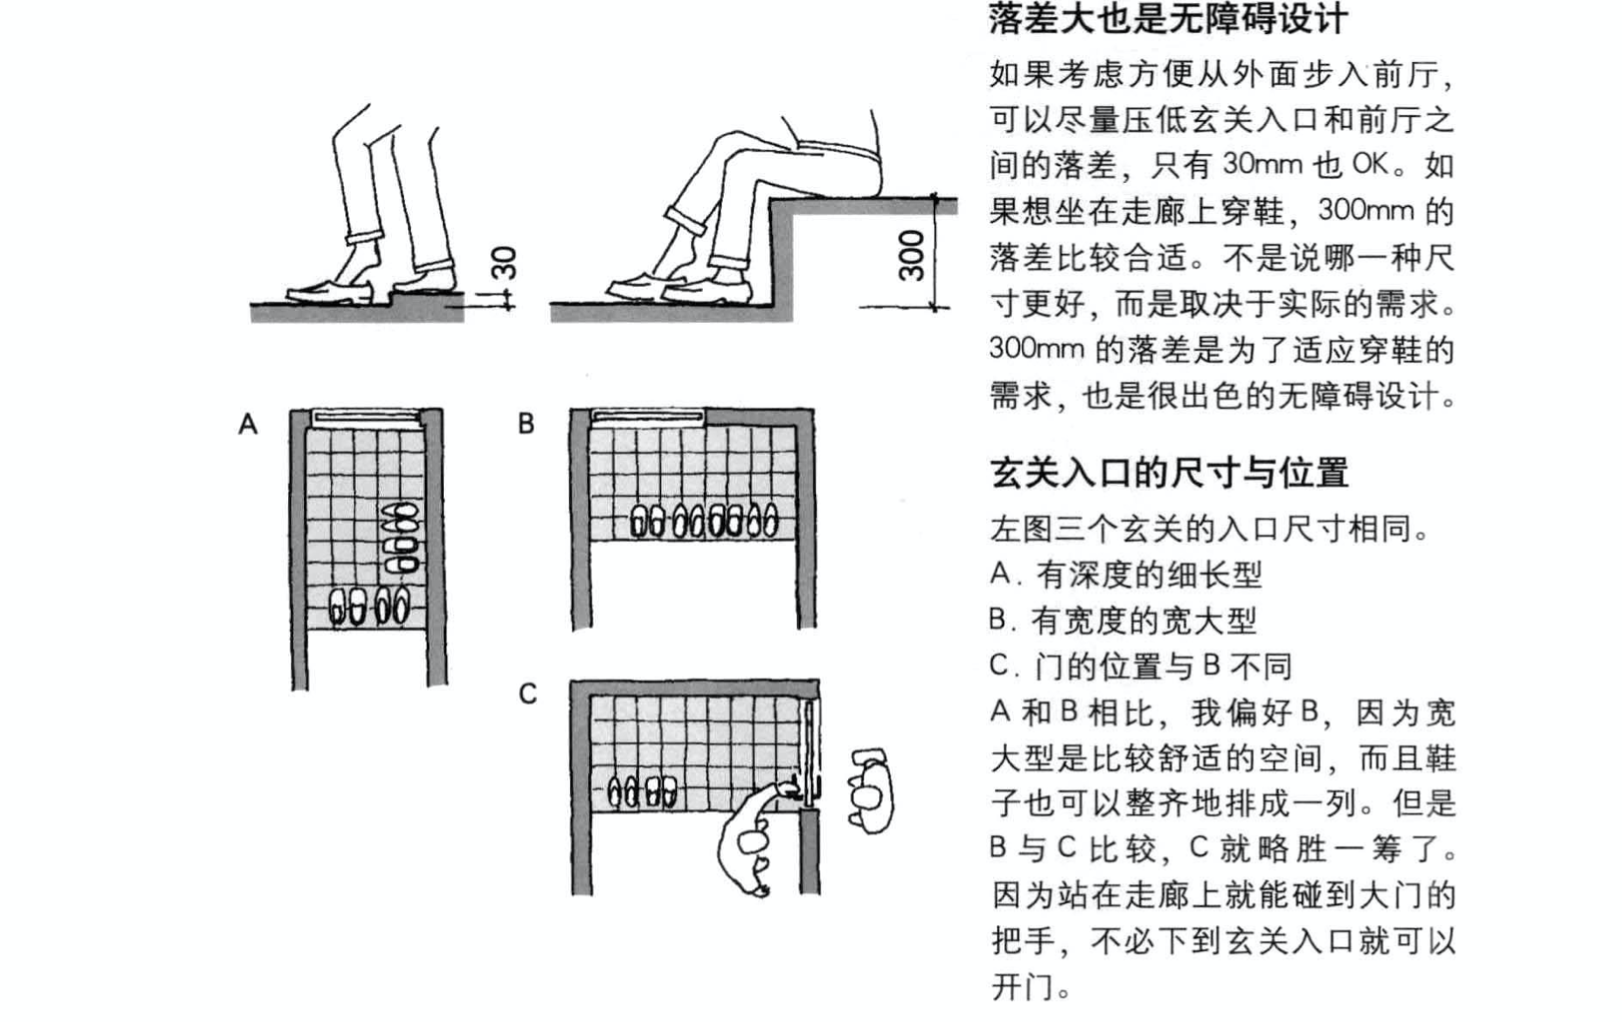 落差大也是无障碍设计
如果考虑方便从外面步入前厅，
可以尽量压低玄关入口和前厅之
间的落差，只有 30mm 也 OK。如
果想坐在走廊上穿鞋，300mm 的
落差比较合适。不是说哪一种尺
寸更好，而是取决于实际的需求。
300mm 的落差是为了适应穿鞋的
需求，也是很出色的无障碍设计。
30
300
A
B
C
玄关入口的尺寸与位置
左图三个玄关的入口尺寸相同。
A. 有深度的细长型
B. 有宽度的宽大型
C. 门的位置与 B 不同
A 和 B 相比，我偏好 B，因为宽
大型是比较舒适的空间，而且鞋
子也可以整齐地排成一列。但是
B 与 C 比较，C 就略胜一筹了。
因为站在走廊上就能碰到大门的
把手，不必下到玄关入口就可以
开门。